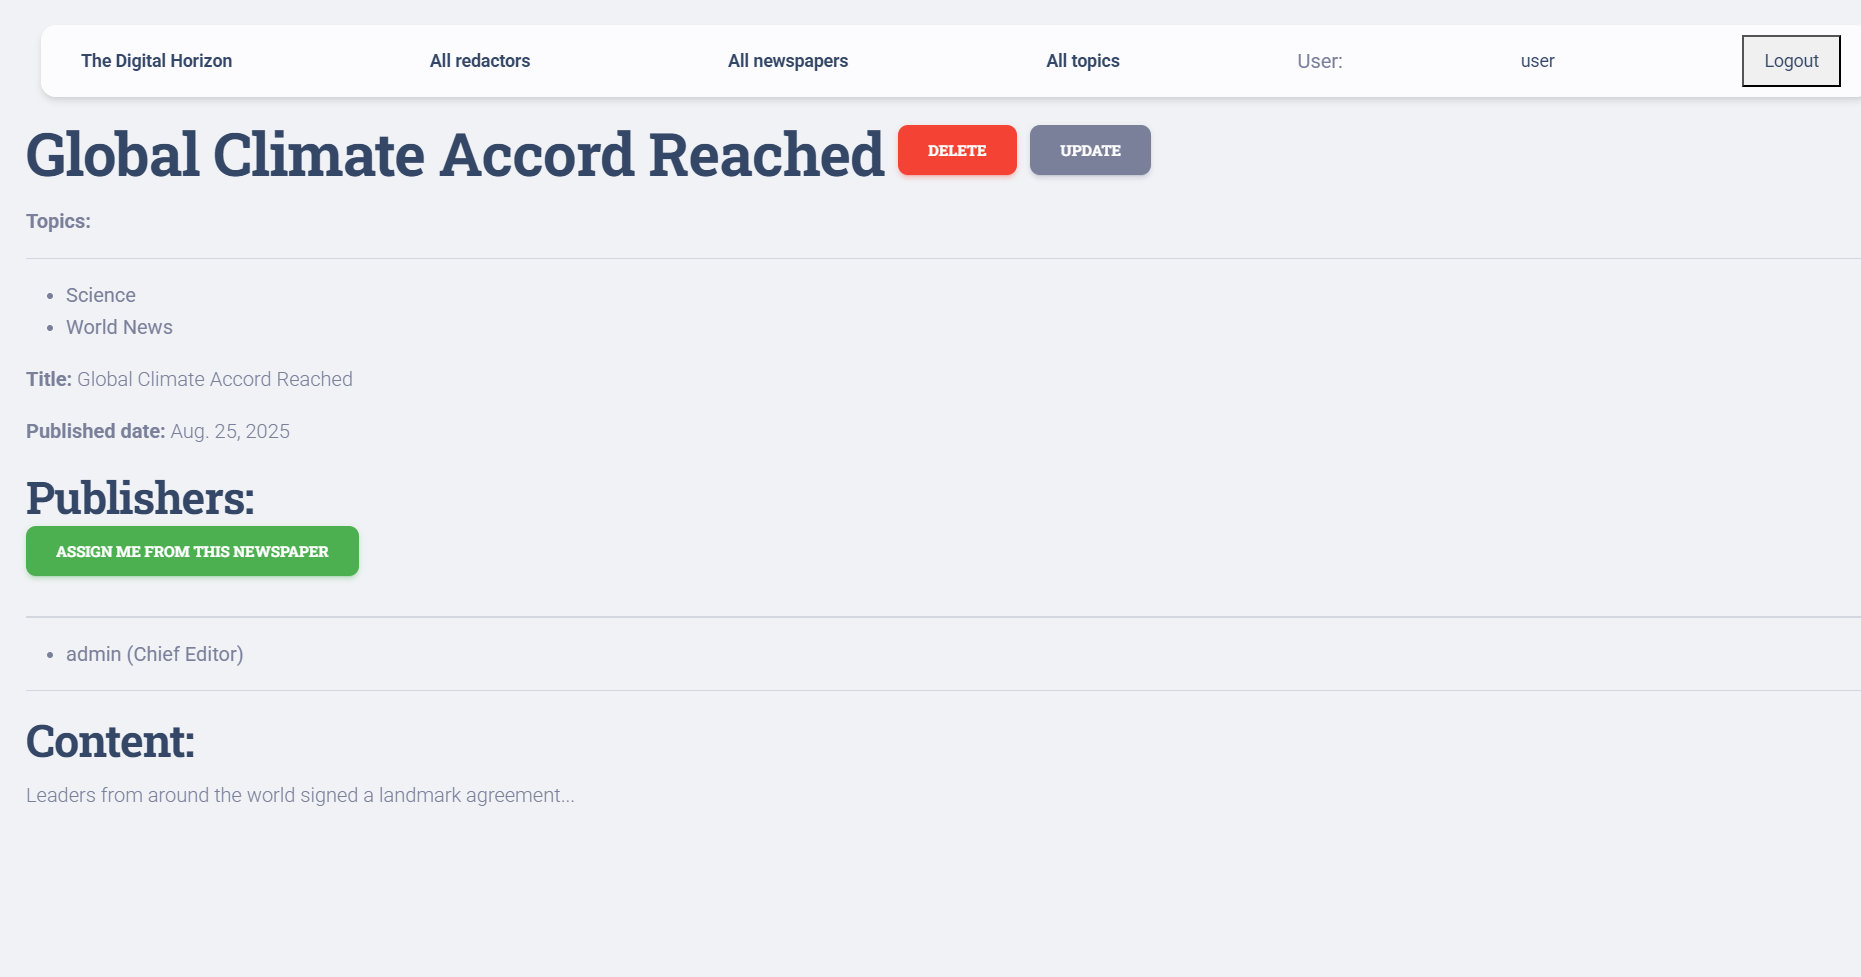 The Digital Horizon All redactors All newspapers All topics User: user Logout
Global Climate Accord Reached DELETE UPDATE
Topics:
Science
World News
Title: Global Climate Accord Reached
Published date: Aug. 25, 2025
Publishers:
ASSIGN ME FROM THIS NEWSPAPER
admin (Chief Editor)
Content:
Leaders from around the world signed a landmark agreement...